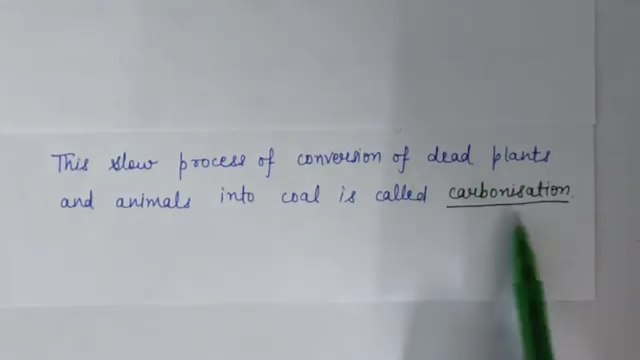 This slow process of conversion of dead plants
and animals into coal is called carbonisation.